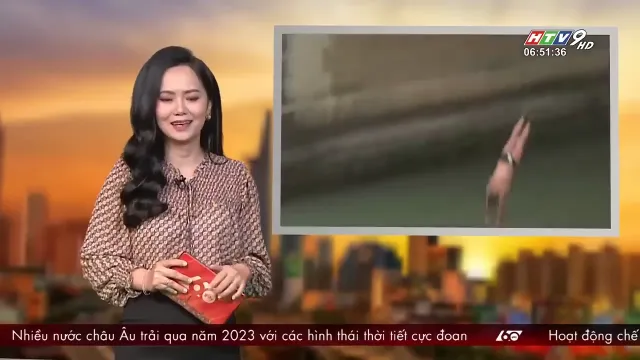 HTV9 HD
06:51:36
Nhiều nước châu Âu trải qua năm 2023 với các hình thái thời tiết cực đoan 60 Hoạt động chế